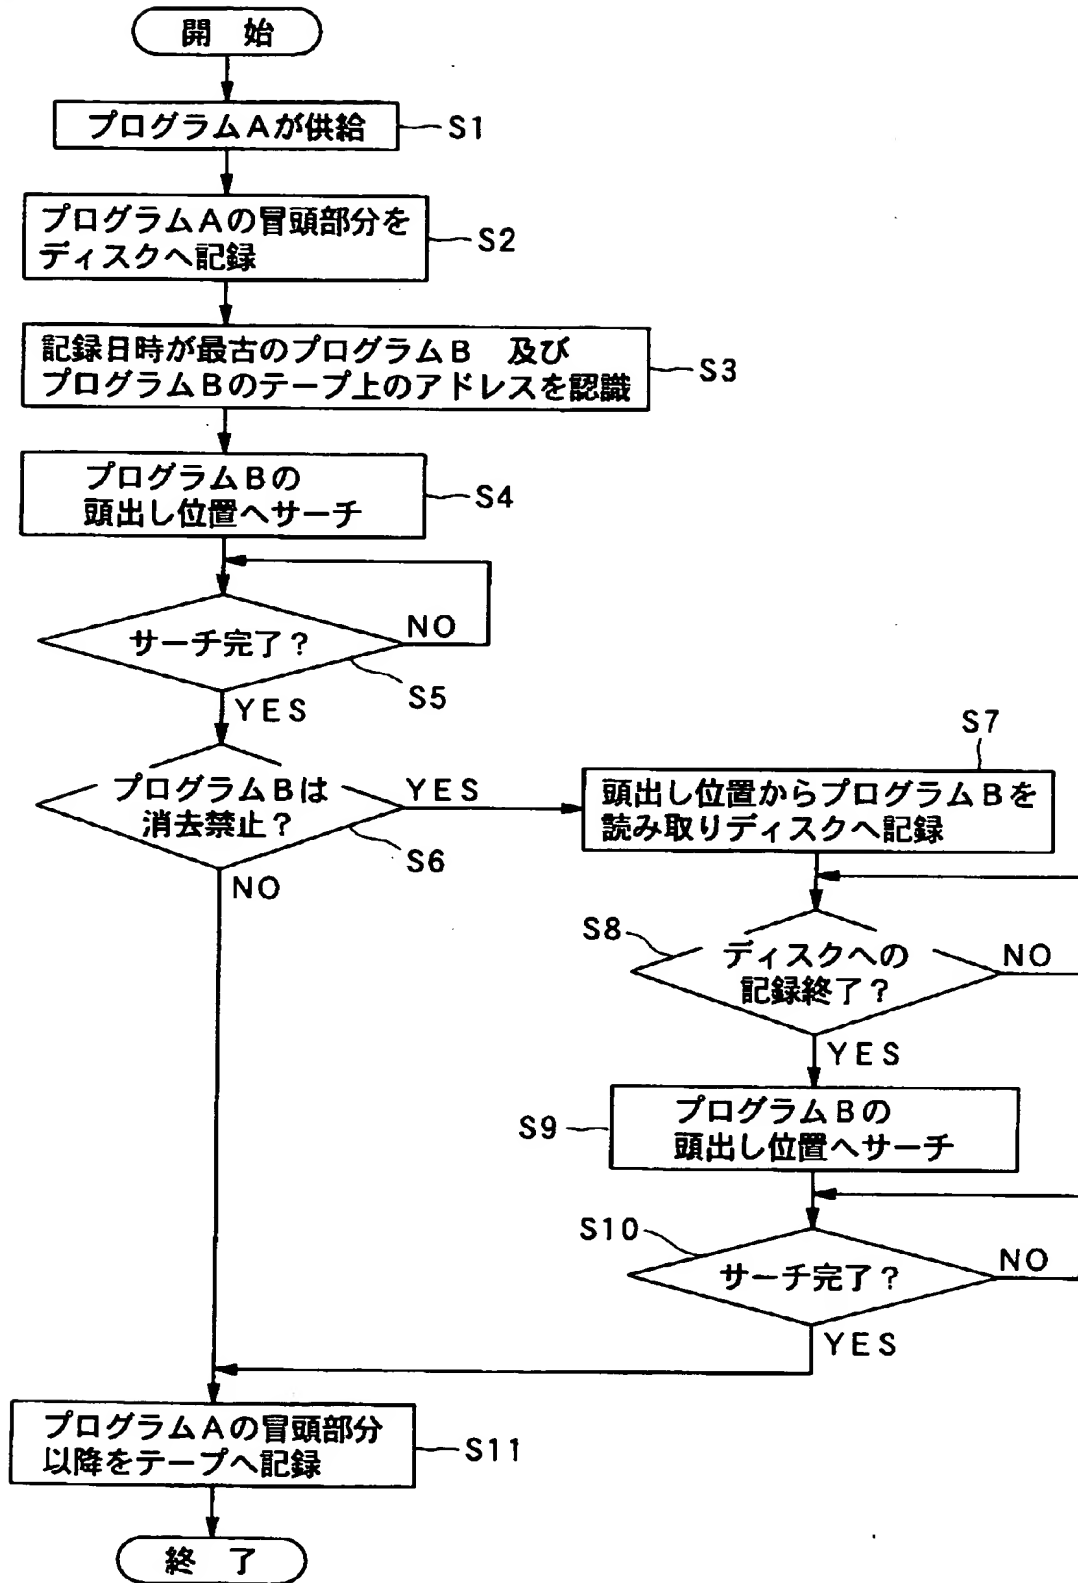 開 始
プログラムAが供給
S1
プログラムAの冒頭部分を
ディスクへ記録
S2
記録日時が最古のプログラムB 及び
プログラムBのテープ上のアドレスを認識
S3
プログラムBの
頭出し位置へサーチ
S4
サーチ完了?
NO
S5
YES
プログラムBは
消去禁止?
YES
S6
NO
S7
頭出し位置からプログラムBを
読み取りディスクへ記録
S8
ディスクへの
記録終了?
NO
YES
S9
プログラムBの
頭出し位置へサーチ
S10
サーチ完了?
NO
YES
プログラムAの冒頭部分
以降をテープへ記録
S11
終 了